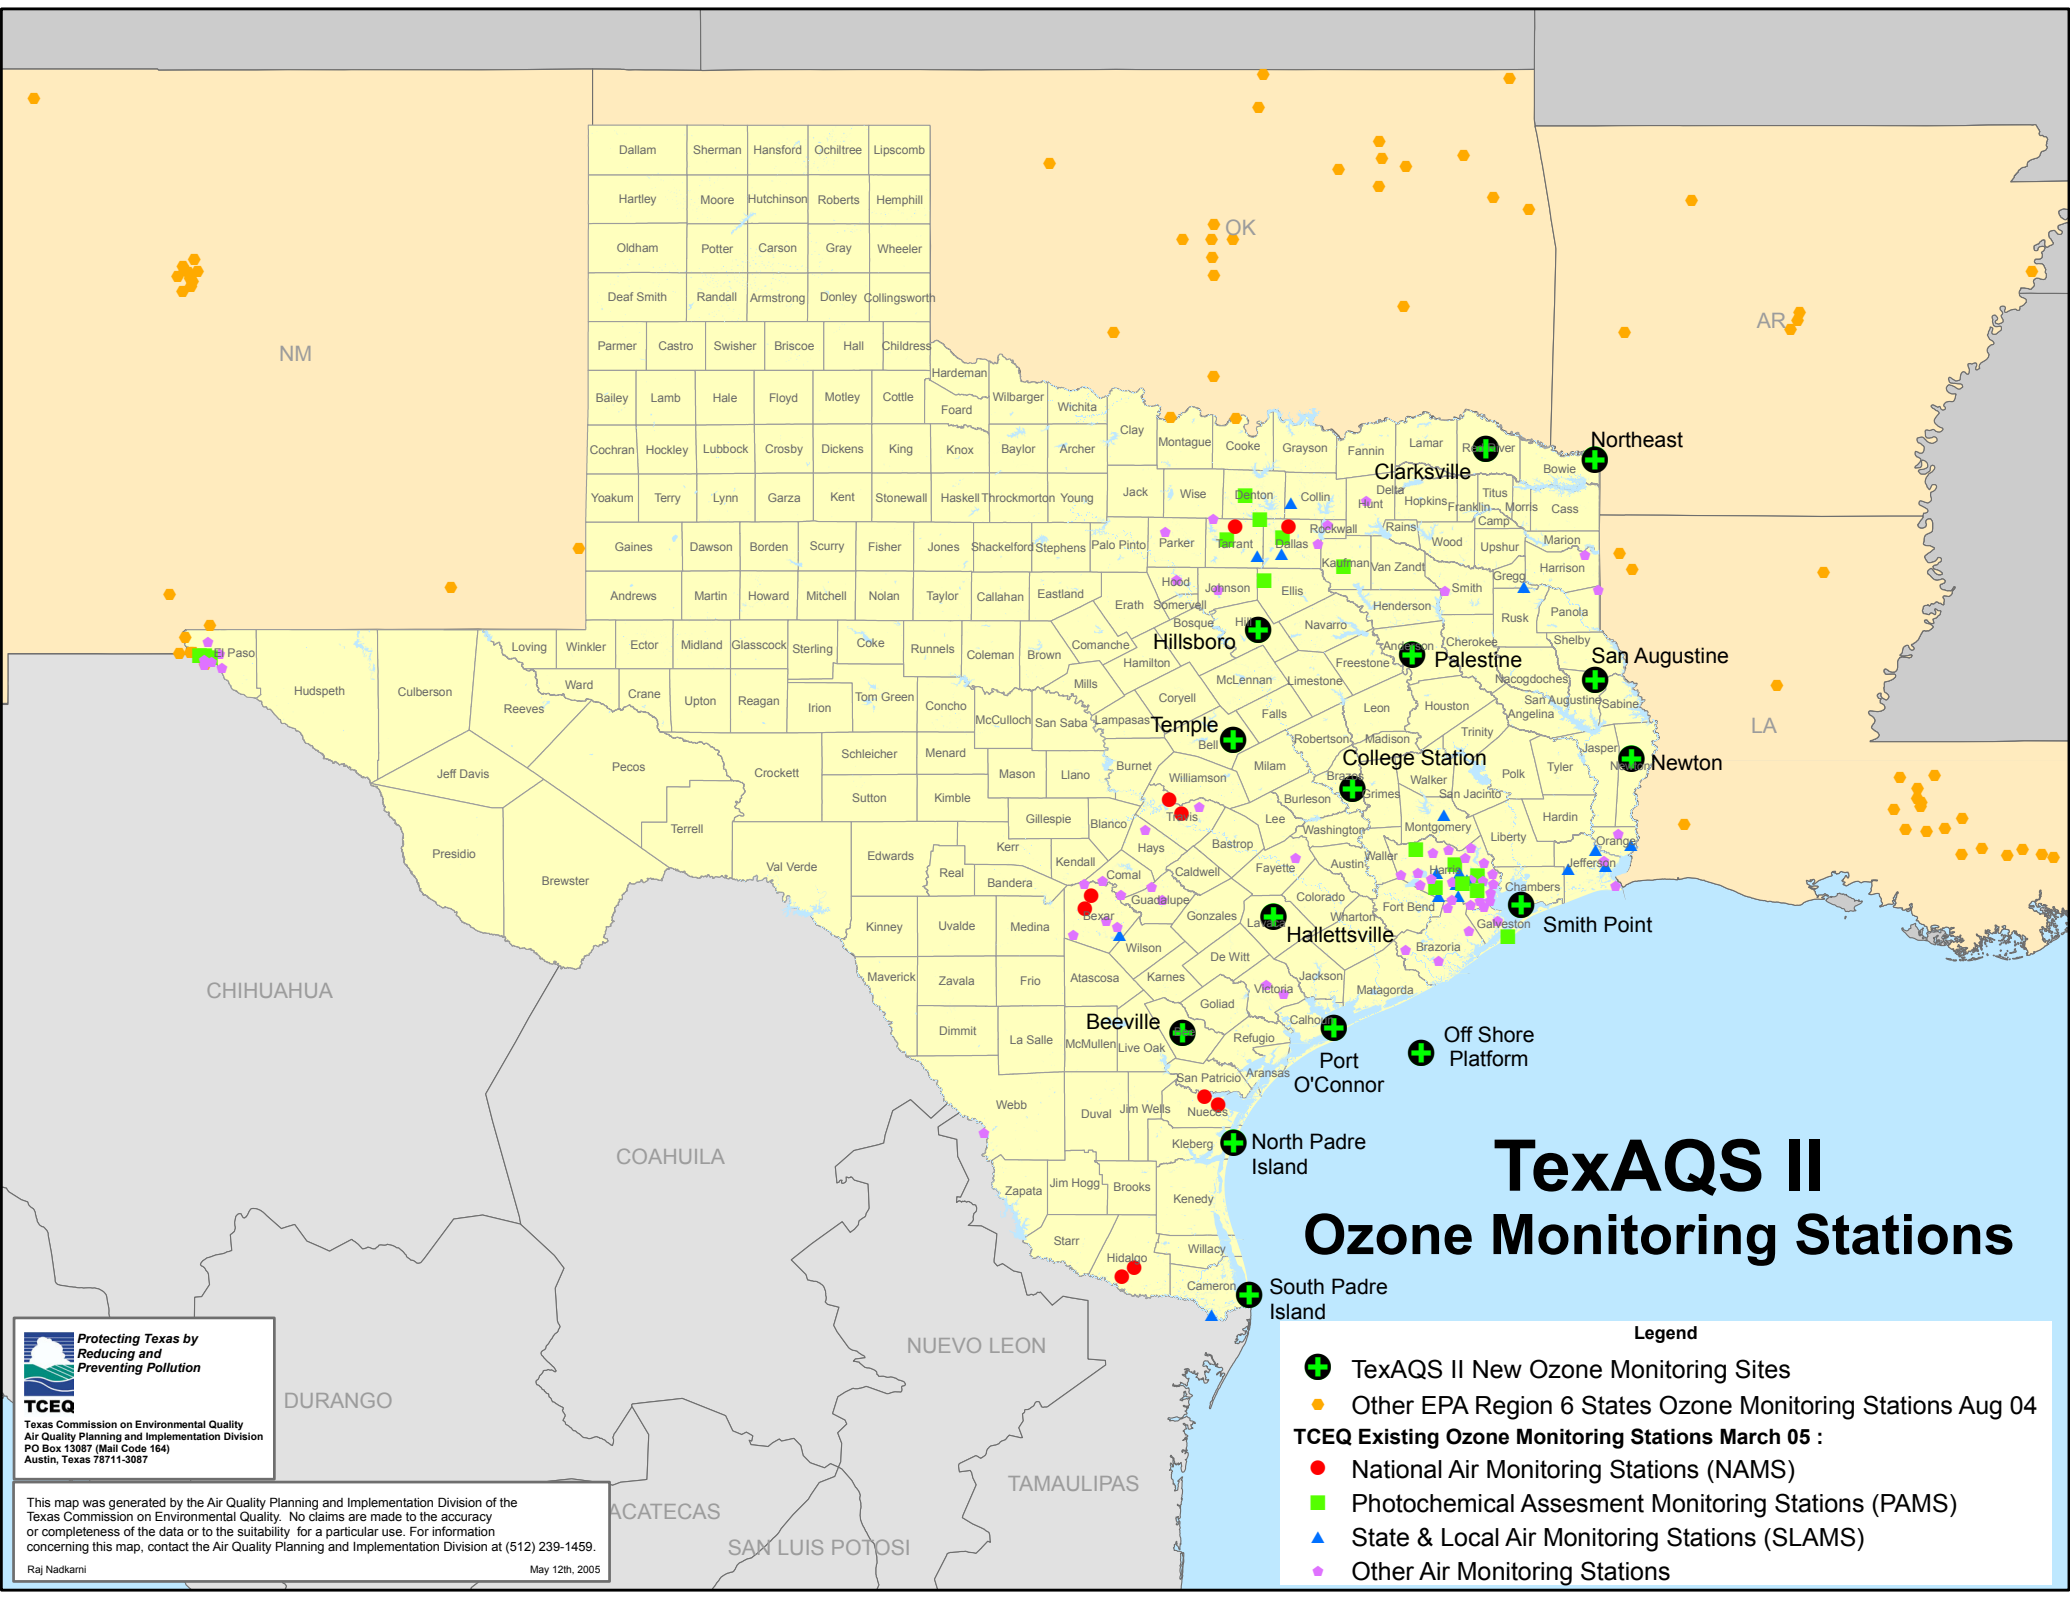 Dallam Sherman Hansford Ochiltree Lipscomb
Hartley Moore Hutchinson Roberts Hemphill
OK
Oldham Potter Carson Gray Wheeler
Deaf Smith Randall Armstrong Donley Collingsworth
AR
NM
Parmer Castro Swisher Briscoe Hall Childress
Hardeman
Bailey Lamb Hale Floyd Motley Cottle Foard Wilbarger Wichita
Clay Montague Cooke Grayson Fannin Lamar Red River Bowie
Northeast
Clarksville
Cochran Hockley Lubbock Crosby Dickens King Knox Baylor Archer
Yoakum Terry Lynn Garza Kent Stonewall Haskell Throckmorton Young Jack Wise Denton Collin Hunt Delta Hopkins Franklin Titus Morris Cass
Camp
Gaines Dawson Borden Scurry Fisher Jones Shackelford Stephens Palo Pinto Parker Tarrant Dallas Rockwall Rains Wood Upshur Marion
Kaufman Van Zandt Smith Gregg Harrison
Andrews Martin Howard Mitchell Nolan Taylor Callahan Eastland Erath Hood Somervell Johnson Ellis Henderson Rusk Panola
Bosque Hill Navarro
Hillsboro
El Paso Hudspeth Culberson Loving Winkler Ector Midland Glasscock Sterling Coke Runnels Coleman Brown Comanche Hamilton Freestone Anderson Cherokee Shelby
Palestine
San Augustine
Reeves Ward Crane Upton Reagan Irion Tom Green Concho McCulloch San Saba Mills Lampasas Coryell McLennan Limestone Leon Houston Nacogdoches San Augustine Angelina Sabine
LA
Temple
Bell Falls Robertson Madison Trinity
College Station
Newton
Jeff Davis Pecos Crockett Schleicher Menard Mason Llano Burnet Williamson Milam Brazos Grimes Walker San Jacinto Polk Tyler Jasper Newton
Sutton Kimble Gillespie Blanco Travis Lee Burleson Washington Montgomery Liberty Hardin Orange
Presidio Brewster Terrell Val Verde Edwards Real Kerr Bandera Kendall Comal Hays Caldwell Bastrop Fayette Austin Waller Harris Chambers Jefferson
Kinney Uvalde Medina Bexar Guadalupe Gonzales Lavaca Colorado Wharton Fort Bend Galveston
Hallettsville
Smith Point
Wilson De Witt Brazoria
Maverick Zavala Frio Atascosa Karnes Victoria Jackson Matagorda
CHIHUAHUA
Goliad
Beeville
Calhoun
Dimmit La Salle McMullen Live Oak Bee Refugio
Off Shore
Platform
Port
O'Connor
San Patricio Aransas
Webb Duval Jim Wells Nueces
COAHUILA
Kleberg
North Padre
Island
TexAQS II
Ozone Monitoring Stations
Zapata Jim Hogg Brooks Kenedy
Starr Hidalgo Willacy
Cameron
South Padre
Island
NUEVO LEON
DURANGO
TAMAULIPAS
ACATECAS
SAN LUIS POTOSI
Legend
TexAQS II New Ozone Monitoring Sites
Other EPA Region 6 States Ozone Monitoring Stations Aug 04
TCEQ Existing Ozone Monitoring Stations March 05 :
National Air Monitoring Stations (NAMS)
Photochemical Assesment Monitoring Stations (PAMS)
State & Local Air Monitoring Stations (SLAMS)
Other Air Monitoring Stations
Protecting Texas by
Reducing and
Preventing Pollution
TCEQ
Texas Commission on Environmental Quality
Air Quality Planning and Implementation Division
PO Box 13087 (Mail Code 164)
Austin, Texas 78711-3087
This map was generated by the Air Quality Planning and Implementation Division of the
Texas Commission on Environmental Quality. No claims are made to the accuracy
or completeness of the data or to the suitability for a particular use. For information
concerning this map, contact the Air Quality Planning and Implementation Division at (512) 239-1459.
Raj Nadkarni May 12th, 2005